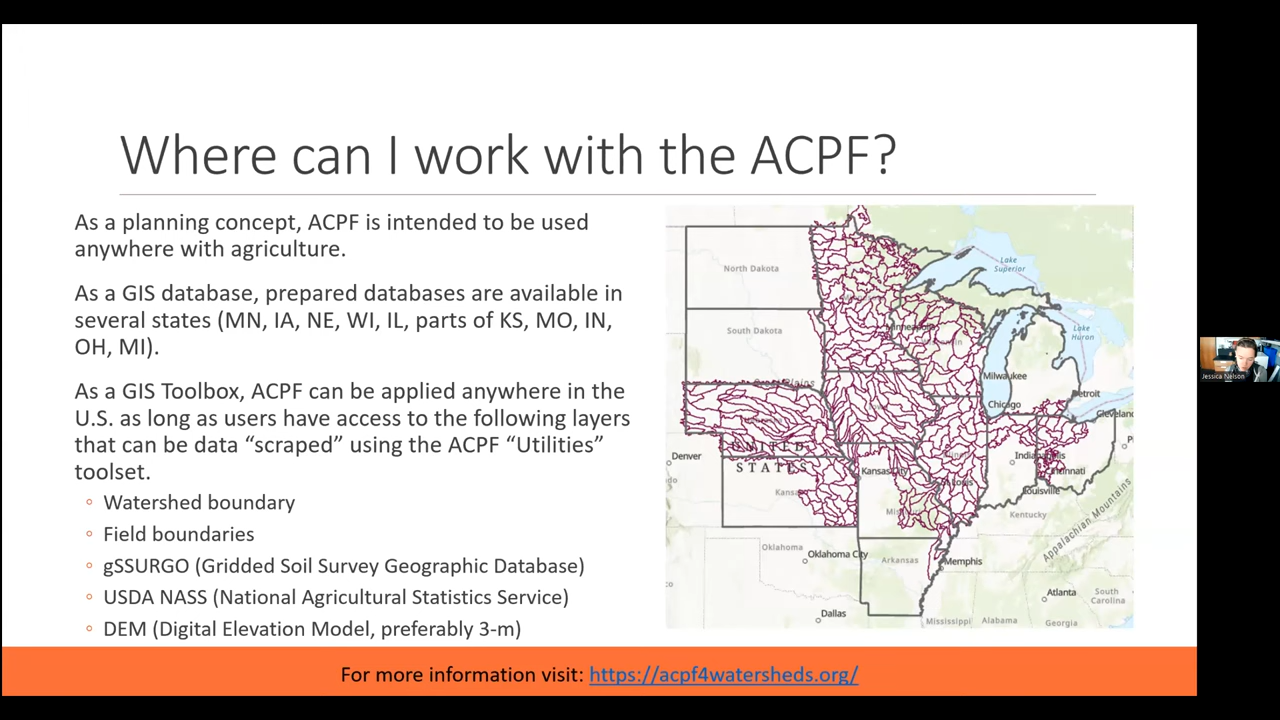 Where can I work with the ACPF?
As a planning concept, ACPF is intended to be used
anywhere with agriculture.
As a GIS database, prepared databases are available in
several states (MN, IA, NE, WI, IL, parts of KS, MO, IN,
OH, MI).
As a GIS Toolbox, ACPF can be applied anywhere in the
U.S. as long as users have access to the following layers
that can be data “scraped” using the ACPF “Utilities”
toolset.
Watershed boundary
Field boundaries
gSSURGO (Gridded Soil Survey Geographic Database)
USDA NASS (National Agricultural Statistics Service)
DEM (Digital Elevation Model, preferably 3-m)
North Dakota
South Dakota
Lake
Superior
Lake
Huron
Minneapolis
Milwaukee
Detroit
Chicago
Cleveland
Denver
UNITED
STATES
Kansas City
Indianapolis
Louisville
Kentucky
Appalachian Mountains
Oklahoma
Oklahoma City
Arkansas
Memphis
Atlanta
South
Carolina
Dallas
Mississippi
Alabama
Georgia
For more information visit: https://acpf4watersheds.org/
Jessica Nelson